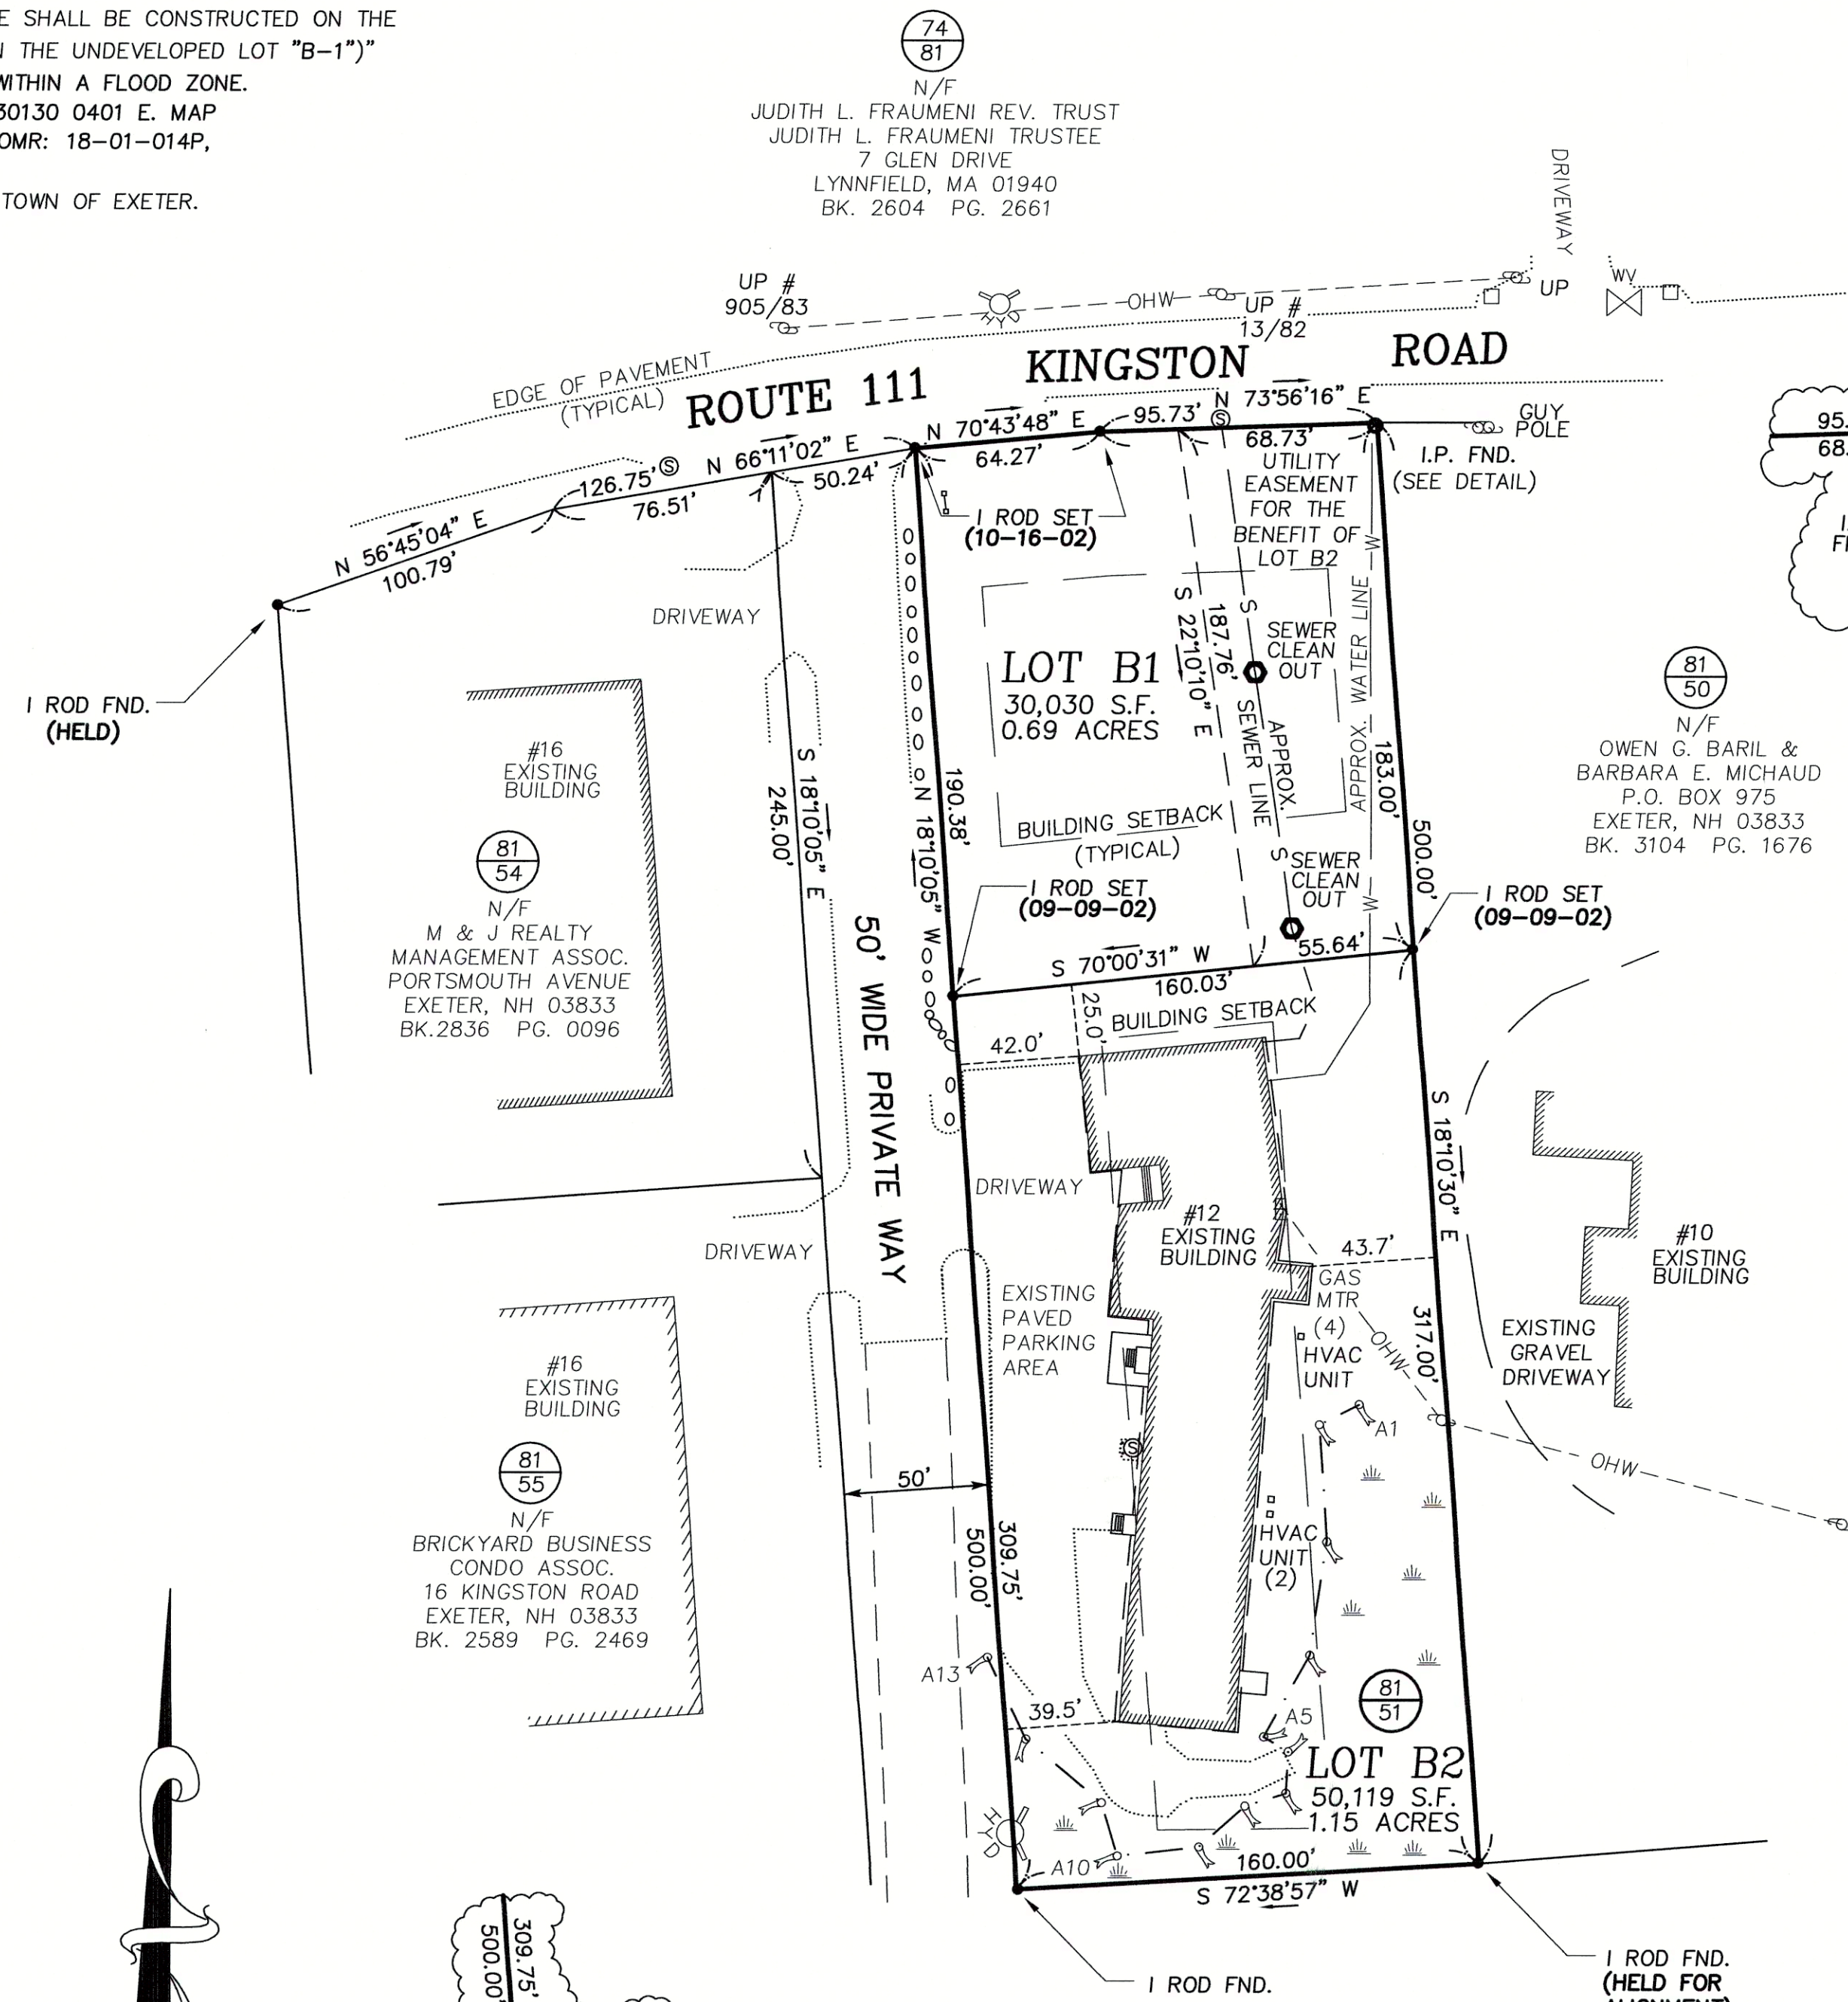 E SHALL BE CONSTRUCTED ON THE
THE UNDEVELOPED LOT "B-1")"
WITHIN A FLOOD ZONE.
30130 0401 E. MAP
OMR: 18-01-014P,
TOWN OF EXETER.
74
81
N/F
JUDITH L. FRAUMENI REV. TRUST
JUDITH L. FRAUMENI TRUSTEE
7 GLEN DRIVE
LYNNFIELD, MA 01940
BK. 2604 PG. 2661
DRIVEWAY
UP #
905/83
HYD
OHW
UP #
13/82
UP
WV
EDGE OF PAVEMENT
(TYPICAL)
ROUTE 111
KINGSTON ROAD
N 56°45'04" E
100.79'
126.75'
S
76.51'
N 66°11'02" E
50.24'
N 70°43'48" E
64.27'
95.73'
S
N 73°56'16" E
68.73'
GUY
POLE
I.P. FND.
(SEE DETAIL)
95.
68.
UTILITY
EASEMENT
FOR THE
BENEFIT OF
LOT B2
I ROD SET
(10-16-02)
I ROD FND.
(HELD)
DRIVEWAY
#16
EXISTING
BUILDING
81
54
N/F
M & J REALTY
MANAGEMENT ASSOC.
PORTSMOUTH AVENUE
EXETER, NH 03833
BK.2836 PG. 0096
S 18°10'05" E
245.00'
N 18°10'05" W
190.38'
LOT B1
30,030 S.F.
0.69 ACRES
S 22°10'10" E
187.76'
S
SEWER
CLEAN
OUT
APPROX.
SEWER LINE
S
W
APPROX. WATER LINE
W
183.00'
500.00'
BUILDING SETBACK
(TYPICAL)
I ROD SET
(09-09-02)
SEWER
CLEAN
OUT
I ROD SET
(09-09-02)
81
50
N/F
OWEN G. BARIL &
BARBARA E. MICHAUD
P.O. BOX 975
EXETER, NH 03833
BK. 3104 PG. 1676
S 70°00'31" W
160.03'
55.64'
25.0'
BUILDING SETBACK
42.0'
50' WIDE PRIVATE WAY
DRIVEWAY
DRIVEWAY
#12
EXISTING
BUILDING
43.7'
S 18°10'30" E
317.00'
#10
EXISTING
BUILDING
GAS
MTR
(4)
OHW
HVAC
UNIT
EXISTING
PAVED
PARKING
AREA
EXISTING
GRAVEL
DRIVEWAY
A1
OHW
#16
EXISTING
BUILDING
81
55
N/F
BRICKYARD BUSINESS
CONDO ASSOC.
16 KINGSTON ROAD
EXETER, NH 03833
BK. 2589 PG. 2469
50'
S
309.75'
500.00'
HVAC
UNIT
(2)
A13
39.5'
A5
81
51
LOT B2
50,119 S.F.
1.15 ACRES
HYD
A10
160.00'
S 72°38'57" W
I ROD FND.
I ROD FND.
(HELD FOR
ALIGNMENT)
309.75'
500.00'